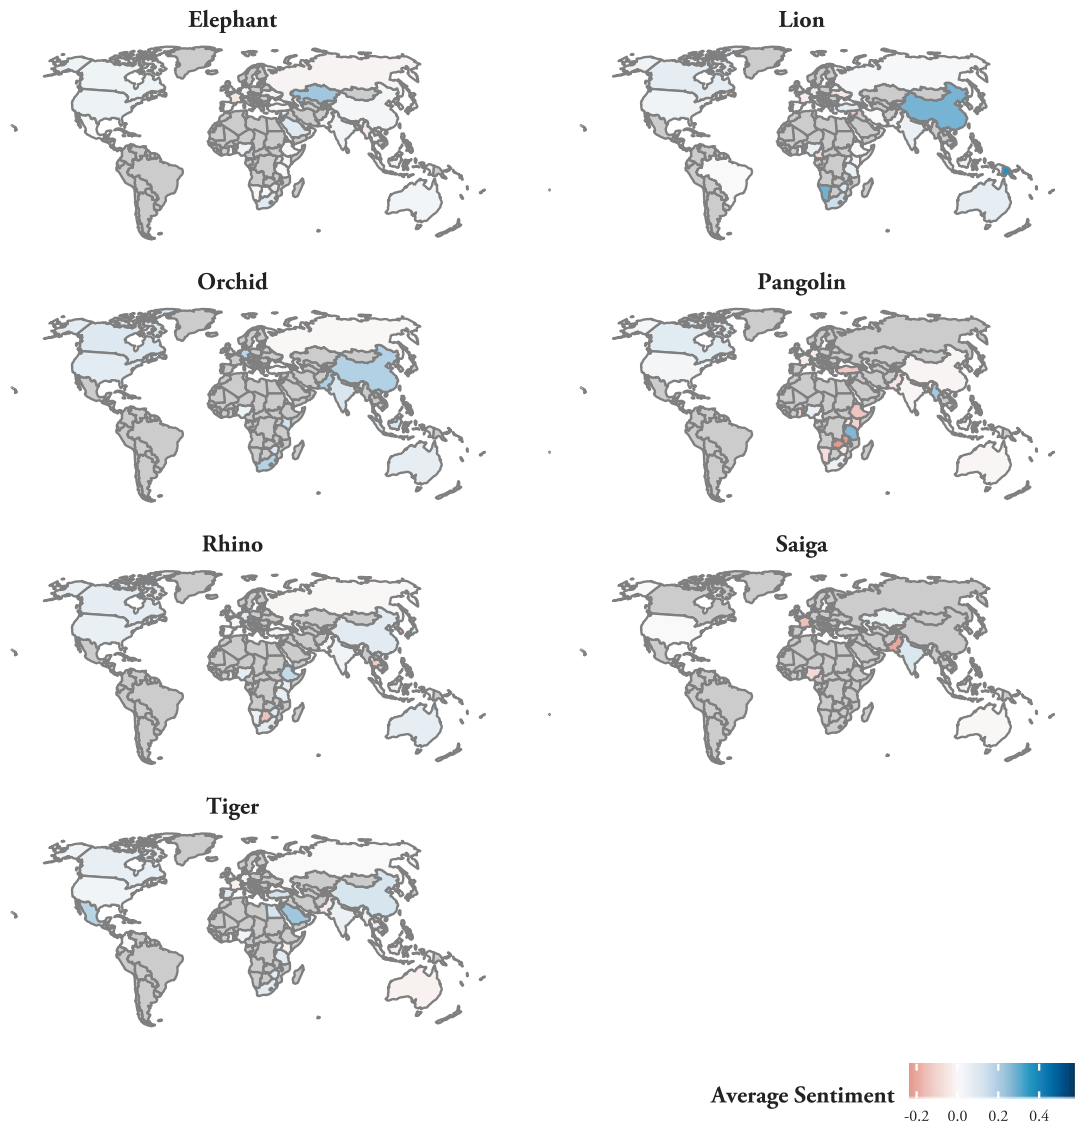 Elephant
Lion
Orchid
Pangolin
Rhino
Saiga
Tiger
Average Sentiment
-0.2 0.0 0.2 0.4